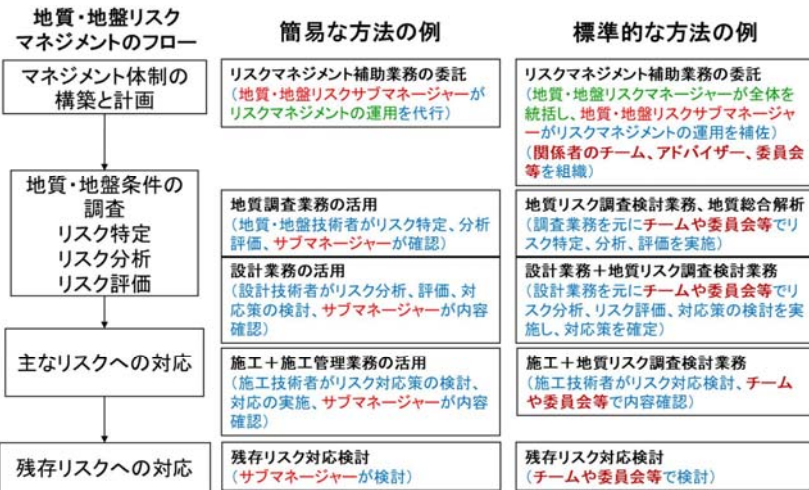 地質・地盤リスク
マネジメントのフロー
簡易な方法の例
標準的な方法の例
マネジメント体制の
構築と計画
リスクマネジメント補助業務の委託
(地質・地盤リスクサブマネージャーが
リスクマネジメントの運用を代行)
リスクマネジメント補助業務の委託
(地質・地盤リスクマネージャーが全体を
統括し、地質・地盤リスクサブマネージャ
ーがリスクマネジメントの運用を補佐)
(関係者のチーム、アドバイザー、委員会
等を組織)
地質・地盤条件の
調査
リスク特定
リスク分析
リスク評価
地質調査業務の活用
(地質・地盤技術者がリスク特定、分析
評価、サブマネージャーが確認)
地質リスク調査検討業務、地質総合解析
(調査業務を元にチームや委員会等でリ
スク特定、分析、評価を実施)
設計業務の活用
(設計技術者がリスク分析、評価、対
応策の検討、サブマネージャーが内容
確認)
設計業務＋地質リスク調査検討業務
(設計業務を元にチームや委員会等でリ
スク分析、リスク評価、対応策の検討を実
施し、対応策を確定)
主なリスクへの対応
施工＋施工管理業務の活用
(施工技術者がリスク対応策の検討、
対応の実施、サブマネージャーが内容
確認)
施工＋地質リスク調査検討業務
(施工技術者がリスク対応検討、チーム
や委員会等で内容確認)
残存リスクへの対応
残存リスク対応検討
(サブマネージャーが検討)
残存リスク対応検討
(チームや委員会等で検討)